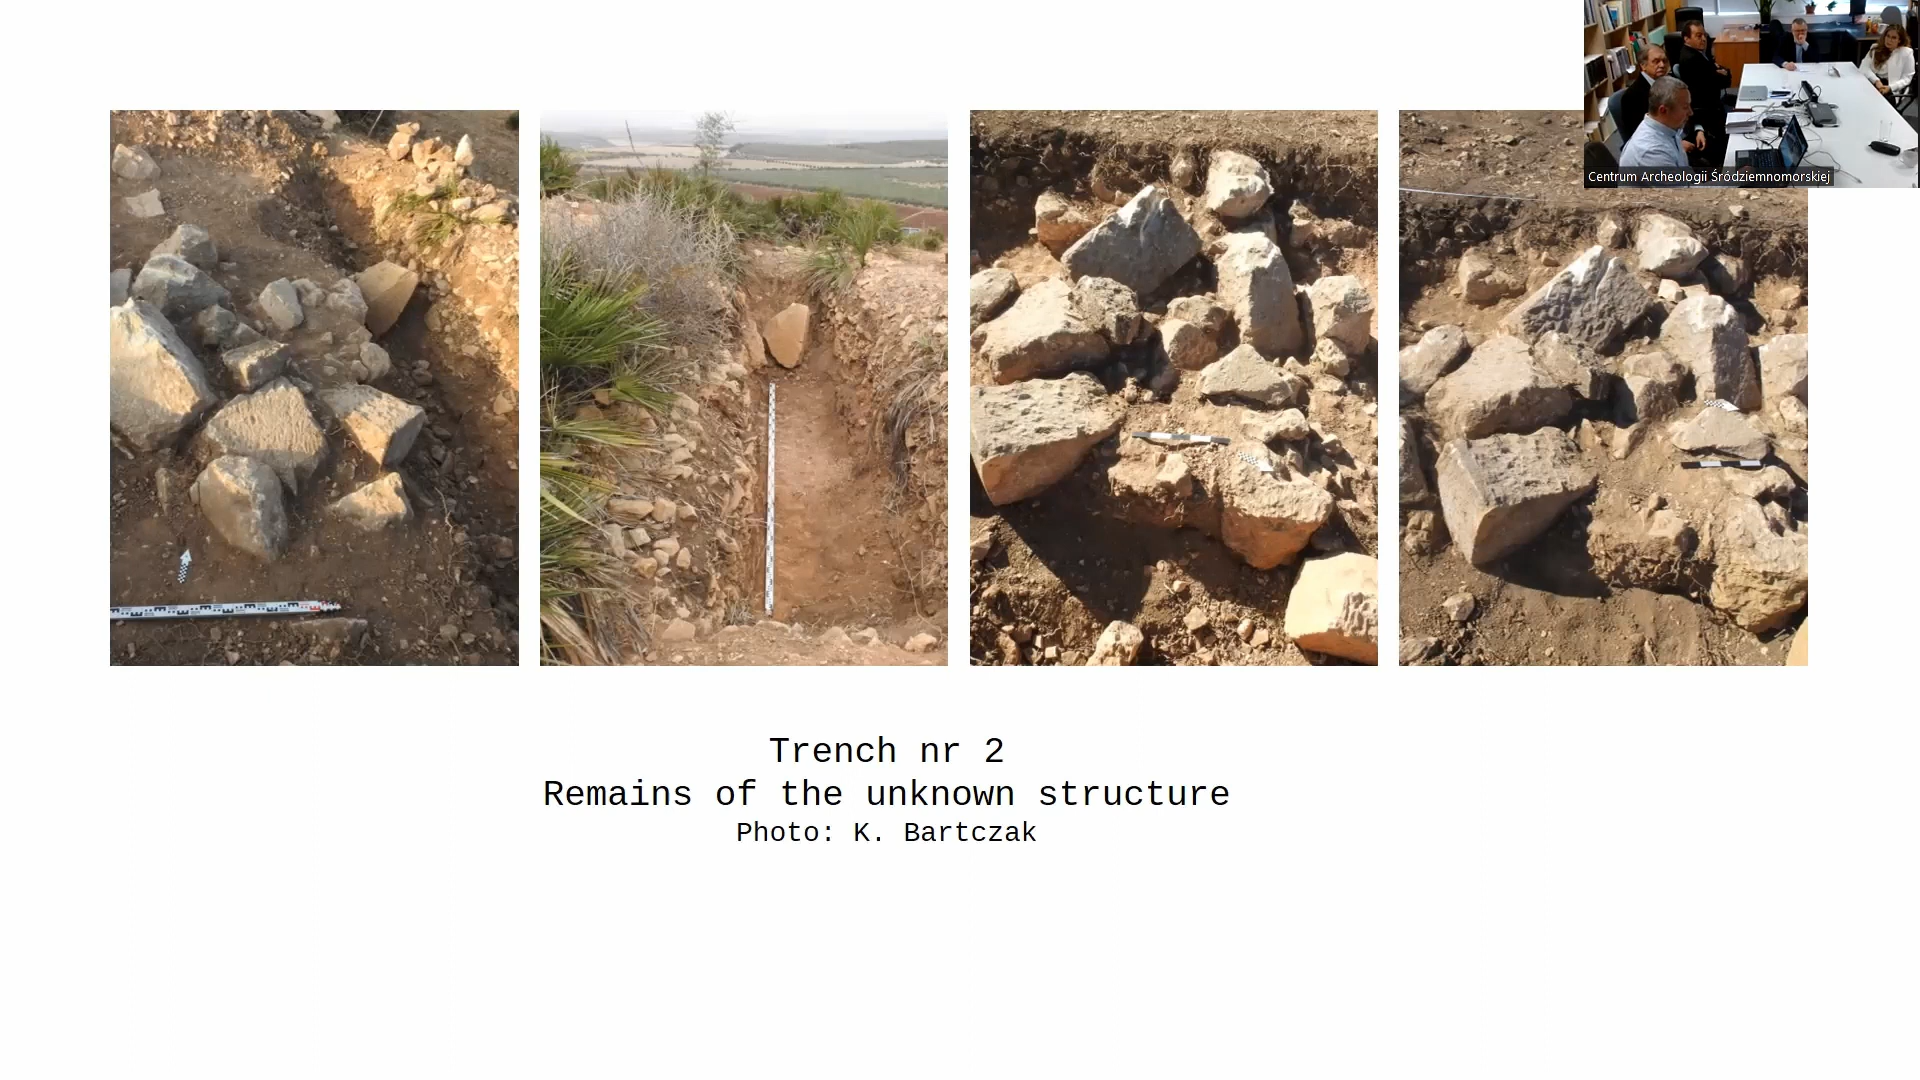 Centrum Archeologii Śródziemnomorskiej
Trench nr 2
Remains of the unknown structure
Photo: K. Bartczak